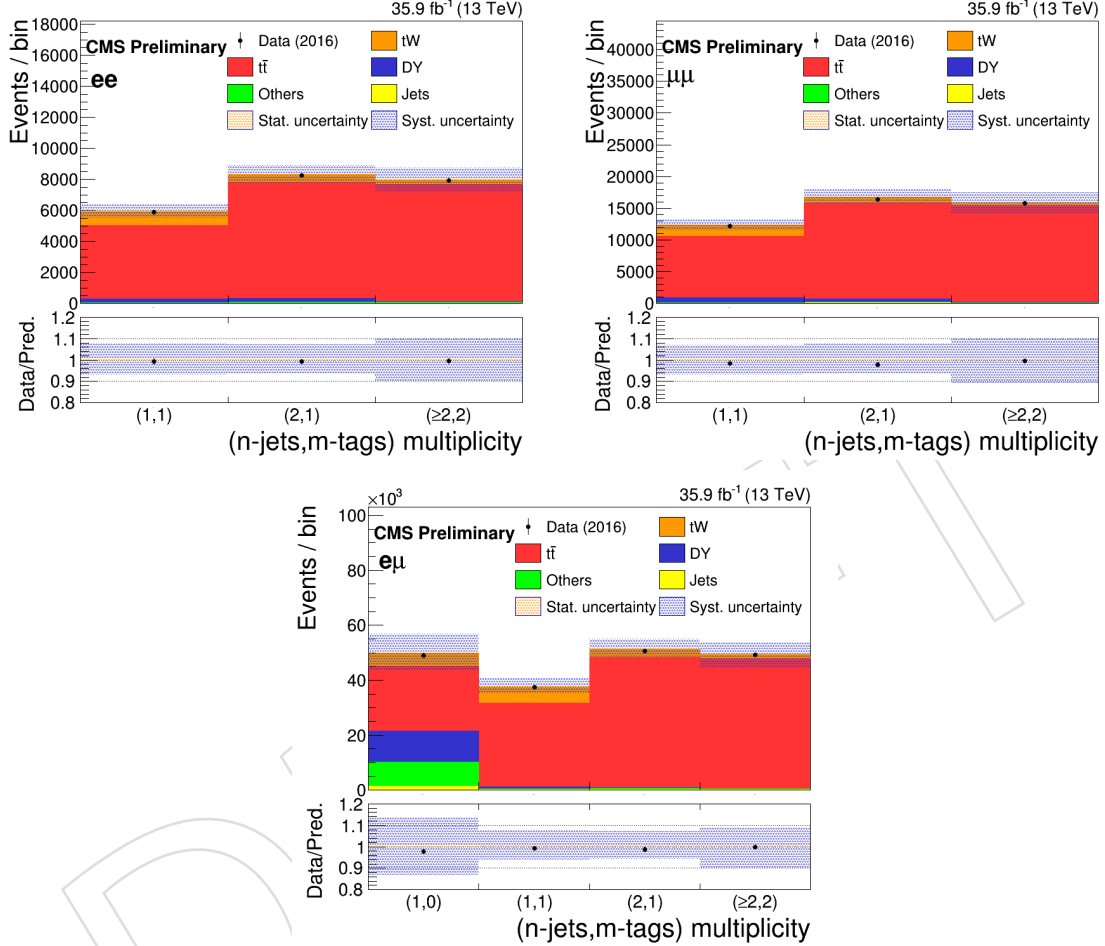 35.9 fb⁻¹ (13 TeV)
Events / bin
18000
16000
14000
12000
10000
8000
6000
4000
2000
0
CMS Preliminary
ee
Data (2016)
tW
tt̄
DY
Others
Jets
Stat. uncertainty
Syst. uncertainty
Data/Pred.
1.2
1.1
1
0.9
0.8
(1,1) (2,1) (≥2,2)
(n-jets,m-tags) multiplicity
35.9 fb⁻¹ (13 TeV)
Events / bin
40000
35000
30000
25000
20000
15000
10000
5000
0
CMS Preliminary
μμ
Data (2016)
tW
tt̄
DY
Others
Jets
Stat. uncertainty
Syst. uncertainty
Data/Pred.
1.2
1.1
1
0.9
0.8
(1,1) (2,1) (≥2,2)
(n-jets,m-tags) multiplicity
×10³
35.9 fb⁻¹ (13 TeV)
Events / bin
100
80
60
40
20
0
CMS Preliminary
eμ
Data (2016)
tW
tt̄
DY
Others
Jets
Stat. uncertainty
Syst. uncertainty
Data/Pred.
1.2
1.1
1
0.9
0.8
(1,0) (1,1) (2,1) (≥2,2)
(n-jets,m-tags) multiplicity